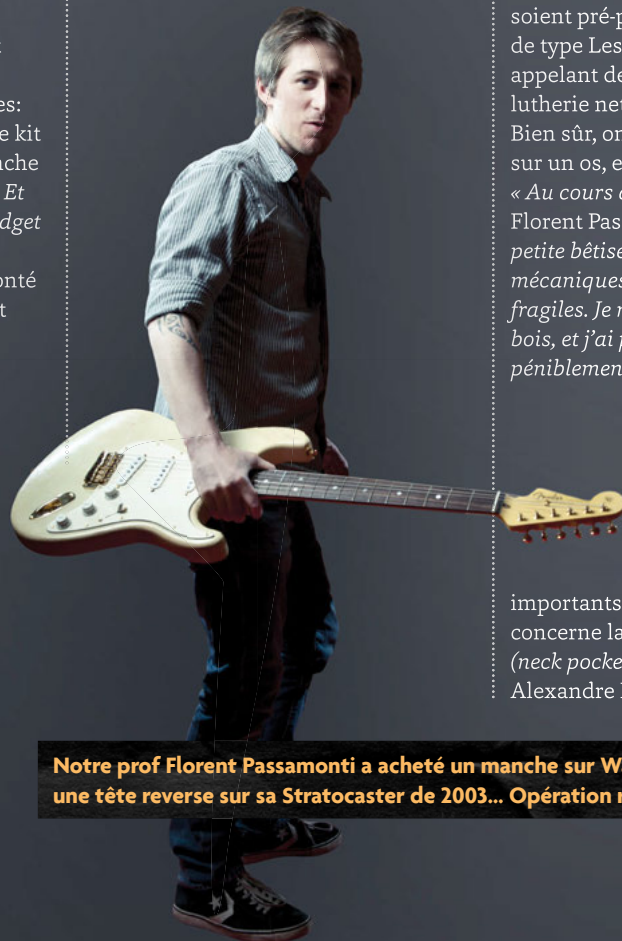 es:
e kit
nche
Et
dget
onté
t
soient pré-p
de type Les
appelant de
lutherie net
Bien sûr, on
sur un os, e
« Au cours d
Florent Pas
petite bêtise
mécaniques
fragiles. Je n
bois, et j’ai p
péniblemen
importants
concerne la
(neck pocke
Alexandre
Fender
Notre prof Florent Passamonti a acheté un manche sur W
une tête reverse sur sa Stratocaster de 2003... Opération r